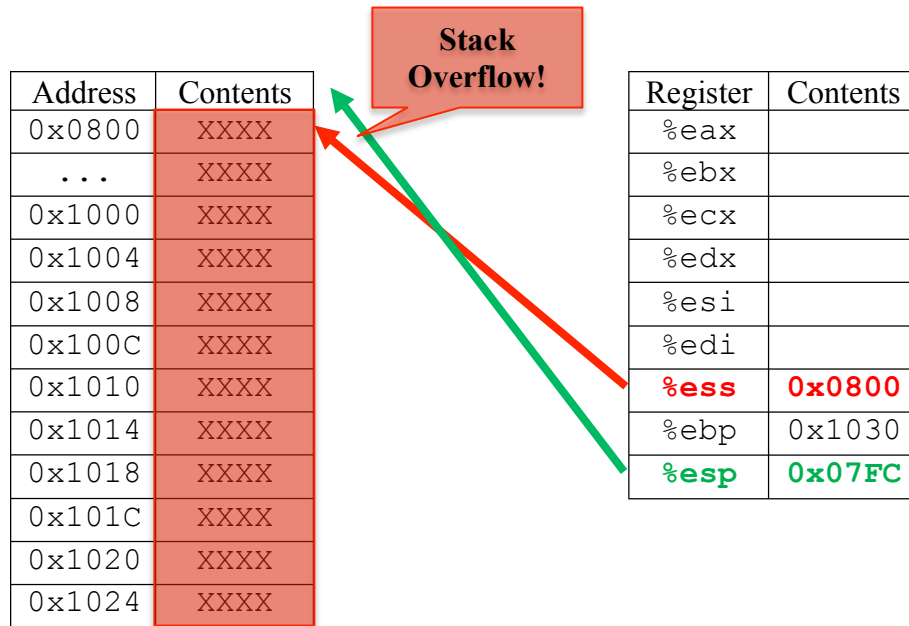 Stack
Overflow!
Address Contents
0x0800 XXXX
... XXXX
0x1000 XXXX
0x1004 XXXX
0x1008 XXXX
0x100C XXXX
0x1010 XXXX
0x1014 XXXX
0x1018 XXXX
0x101C XXXX
0x1020 XXXX
0x1024 XXXX
Register Contents
%eax
%ebx
%ecx
%edx
%esi
%edi
%ess 0x0800
%ebp 0x1030
%esp 0x07FC